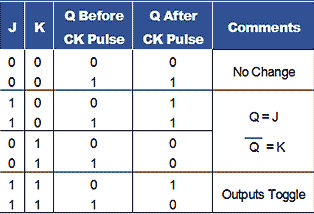 J K Q Before CK Pulse Q After CK Pulse Comments
0 0 0 0 No Change
0 0 1 1
1 0 0 1 Q = J
1 0 1 1
0 1 0 0 Q̅ = K
0 1 1 0
1 1 0 1 Outputs Toggle
1 1 1 0